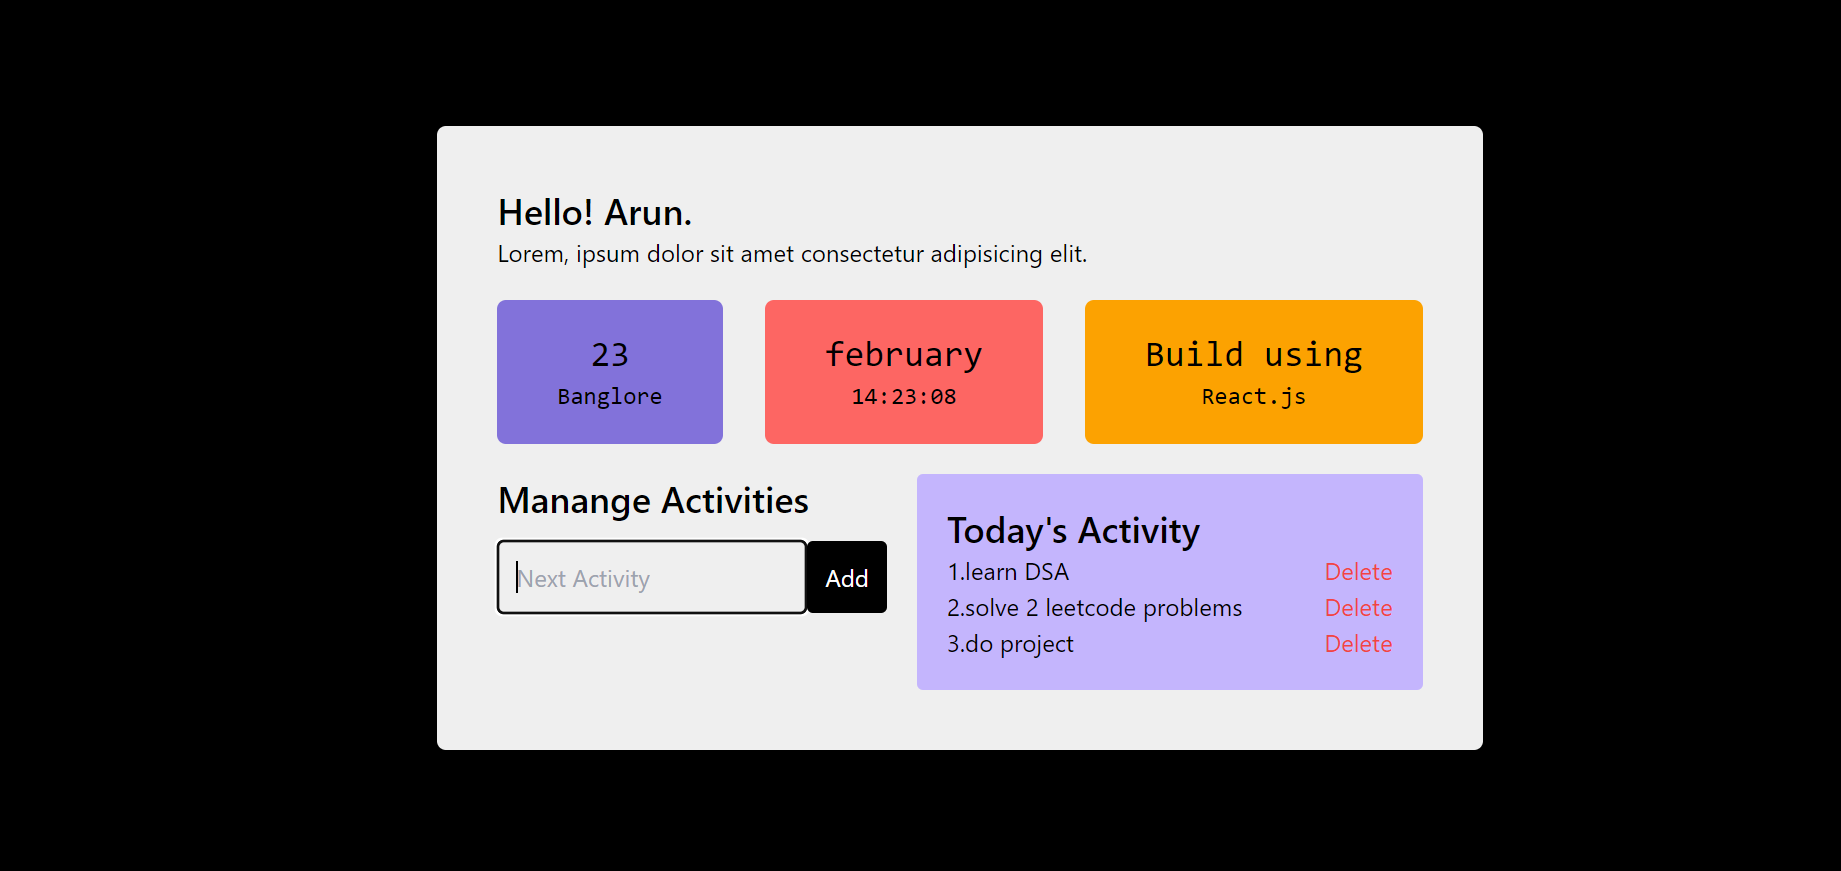 Hello! Arun.
Lorem, ipsum dolor sit amet consectetur adipisicing elit.
23
Banglore
february
14:23:08
Build using
React.js
Manange Activities
Next Activity
Add
Today's Activity
1.learn DSA Delete
2.solve 2 leetcode problems Delete
3.do project Delete